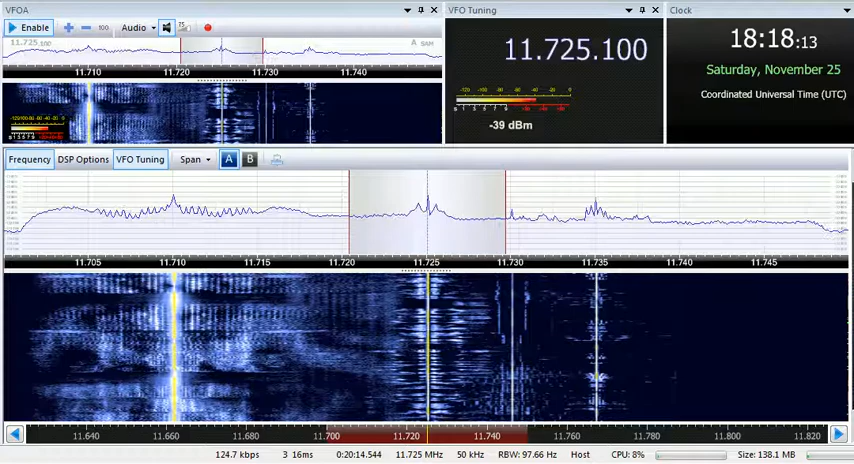 VFOA
Enable
100
Audio
75
11.725.100
A SAM
11.710 11.720 11.730 11.740
VFO Tuning
11.725.100
-39 dBm
Clock
18:18:13
Saturday, November 25
Coordinated Universal Time (UTC)
Frequency DSP Options VFO Tuning Span A B
11.705 11.710 11.715 11.720 11.725 11.730 11.735 11.740 11.745
11.640 11.660 11.680 11.700 11.720 11.740 11.760 11.780 11.800 11.820
124.7 kbps 3 16ms 0:20:14.544 11.725 MHz 50 kHz RBW: 97.66 Hz Host CPU: 8% Size: 138.1 MB